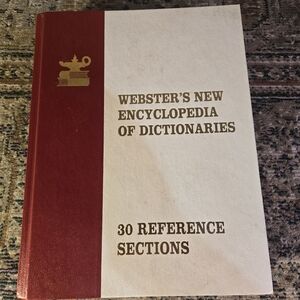 WEBSTER'S NEW
ENCYCLOPEDIA
OF DICTIONARIES
30 REFERENCE
SECTIONS